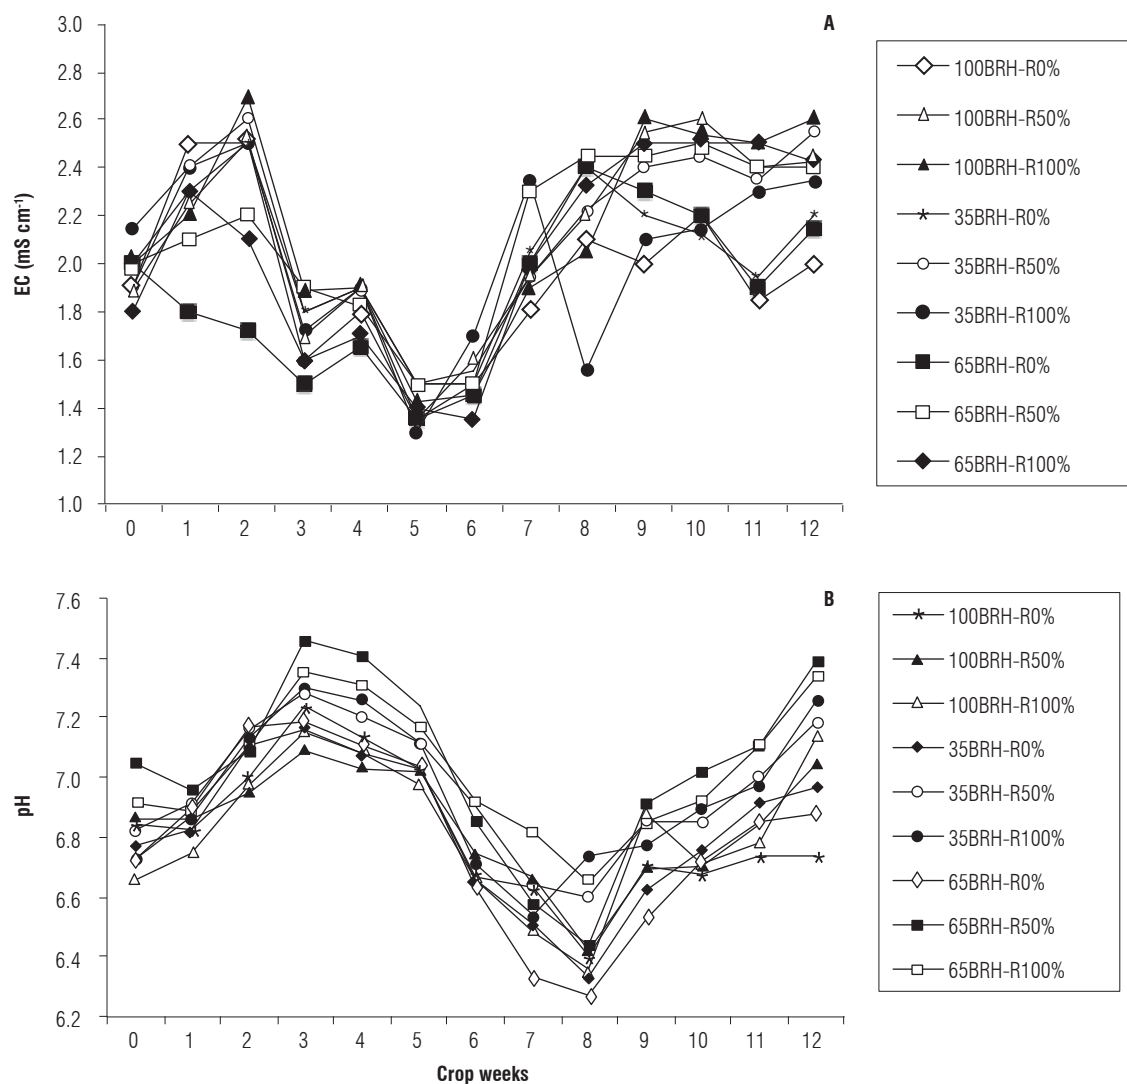 A
3.0
2.8
2.6
2.4
2.2
2.0
1.8
1.6
1.4
1.2
1.0
EC (mS cm⁻¹)
0 1 2 3 4 5 6 7 8 9 10 11 12
100BRH-R0%
100BRH-R50%
100BRH-R100%
35BRH-R0%
35BRH-R50%
35BRH-R100%
65BRH-R0%
65BRH-R50%
65BRH-R100%
B
7.6
7.4
7.2
7.0
6.8
6.6
6.4
6.2
pH
0 1 2 3 4 5 6 7 8 9 10 11 12
Crop weeks
100BRH-R0%
100BRH-R50%
100BRH-R100%
35BRH-R0%
35BRH-R50%
35BRH-R100%
65BRH-R0%
65BRH-R50%
65BRH-R100%